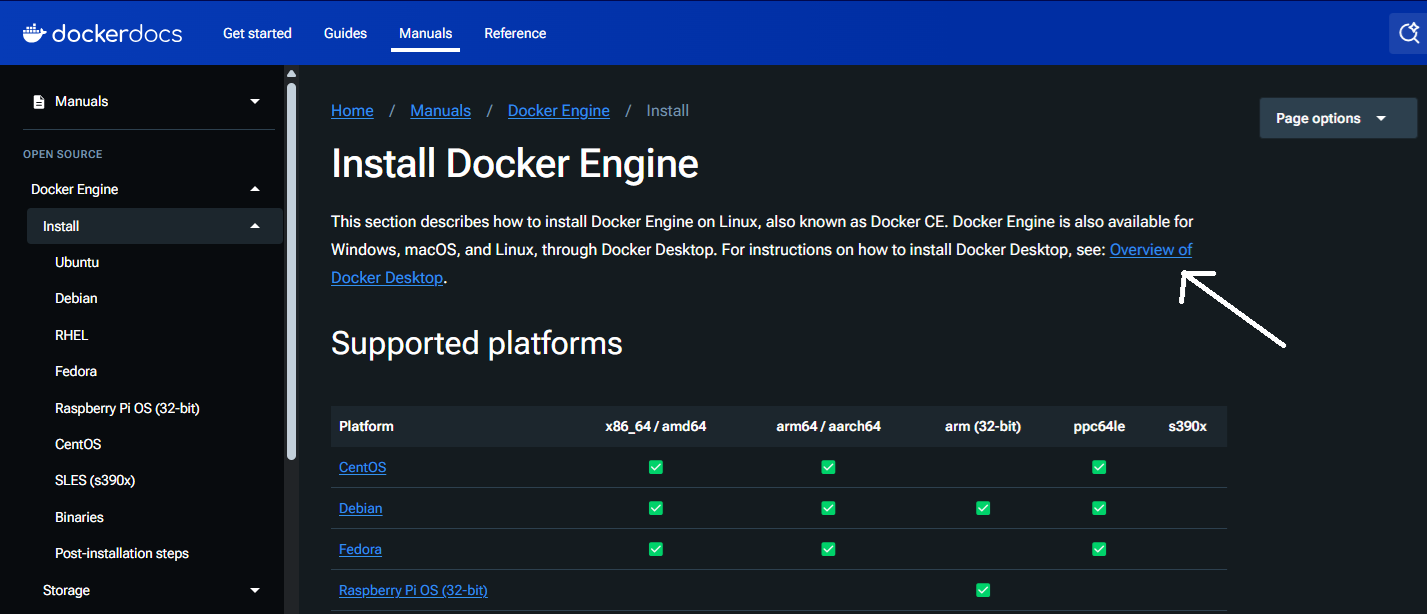 dockerdocs Get started Guides Manuals Reference
Manuals
OPEN SOURCE
Docker Engine
Install
Ubuntu
Debian
RHEL
Fedora
Raspberry Pi OS (32-bit)
CentOS
SLES (s390x)
Binaries
Post-installation steps
Storage
Home / Manuals / Docker Engine / Install
Page options
Install Docker Engine
This section describes how to install Docker Engine on Linux, also known as Docker CE. Docker Engine is also available for
Windows, macOS, and Linux, through Docker Desktop. For instructions on how to install Docker Desktop, see: Overview of
Docker Desktop.
Supported platforms
Platform x86_64 / amd64 arm64 / aarch64 arm (32-bit) ppc64le s390x
CentOS
Debian
Fedora
Raspberry Pi OS (32-bit)